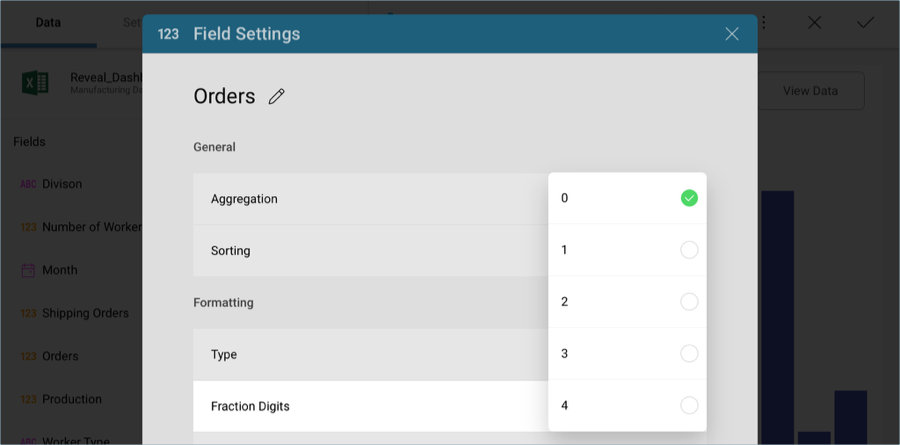 Data
Set
123 Field Settings
Reveal_Dashl
Manufacturing Da
View Data
Orders
Fields
General
ABC Divison
Aggregation
0
123 Number of Worker
Sorting
1
Month
Formatting
2
123 Shipping Orders
Type
3
123 Orders
Fraction Digits
4
123 Production
ABC Worker Type